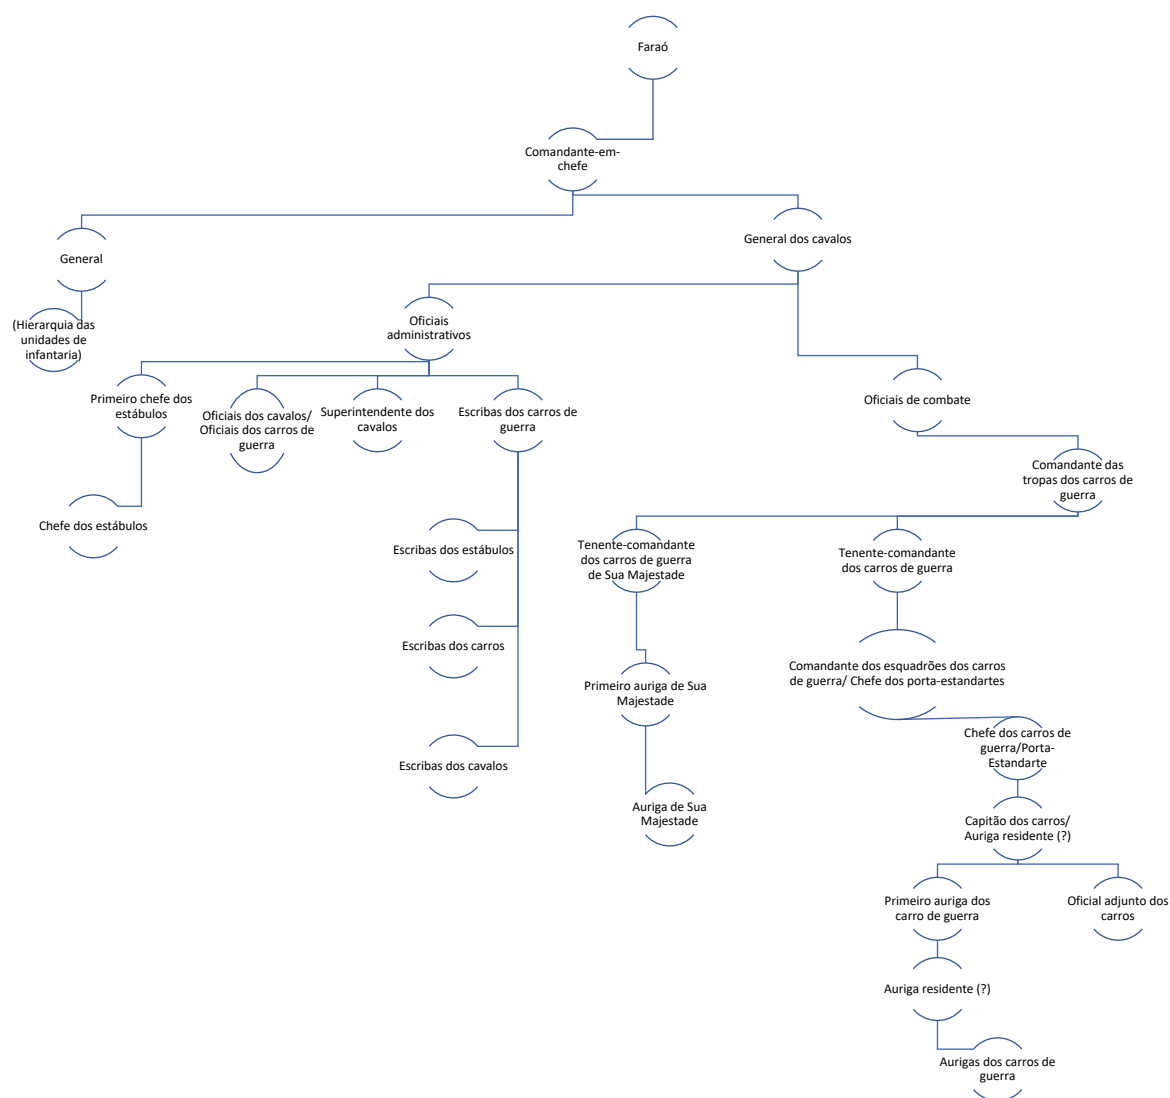 Faraó
Comandante-em-
chefe
General
General dos cavalos
(Hierarquia das
unidades de
infantaria)
Oficiais
administrativos
Primeiro chefe dos
estábulos
Oficiais dos cavalos/
Oficiais dos carros de
guerra
Superintendente dos
cavalos
Escribas dos carros de
guerra
Oficiais de combate
Chefe dos estábulos
Comandante das
tropas dos carros de
guerra
Escribas dos estábulos
Tenente-comandante
dos carros de guerra
de Sua Majestade
Tenente-comandante
dos carros de guerra
Escribas dos carros
Primeiro auriga de Sua
Majestade
Comandante dos esquadrões dos carros
de guerra/ Chefe dos porta-estandartes
Escribas dos cavalos
Chefe dos carros de
guerra/Porta-
Estandarte
Auriga de Sua
Majestade
Capitão dos carros/
Auriga residente (?)
Primeiro auriga dos
carro de guerra
Oficial adjunto dos
carros
Auriga residente (?)
Aurigas dos carros de
guerra